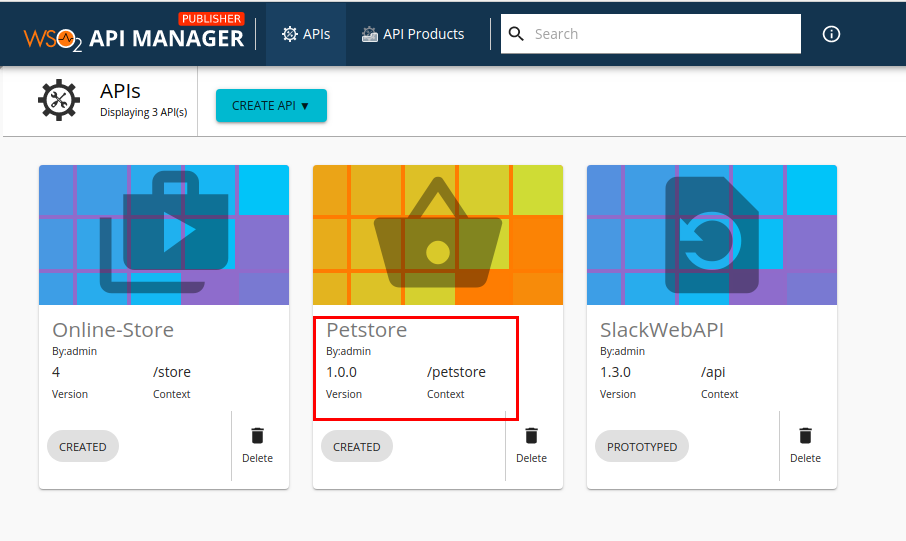 PUBLISHER
WSO2 API MANAGER
APIs
API Products
Search
APIs
Displaying 3 API(s)
CREATE API ▼
Online-Store
By:admin
4 /store
Version Context
CREATED
Delete
Petstore
By:admin
1.0.0 /petstore
Version Context
CREATED
Delete
SlackWebAPI
By:admin
1.3.0 /api
Version Context
PROTOTYPED
Delete